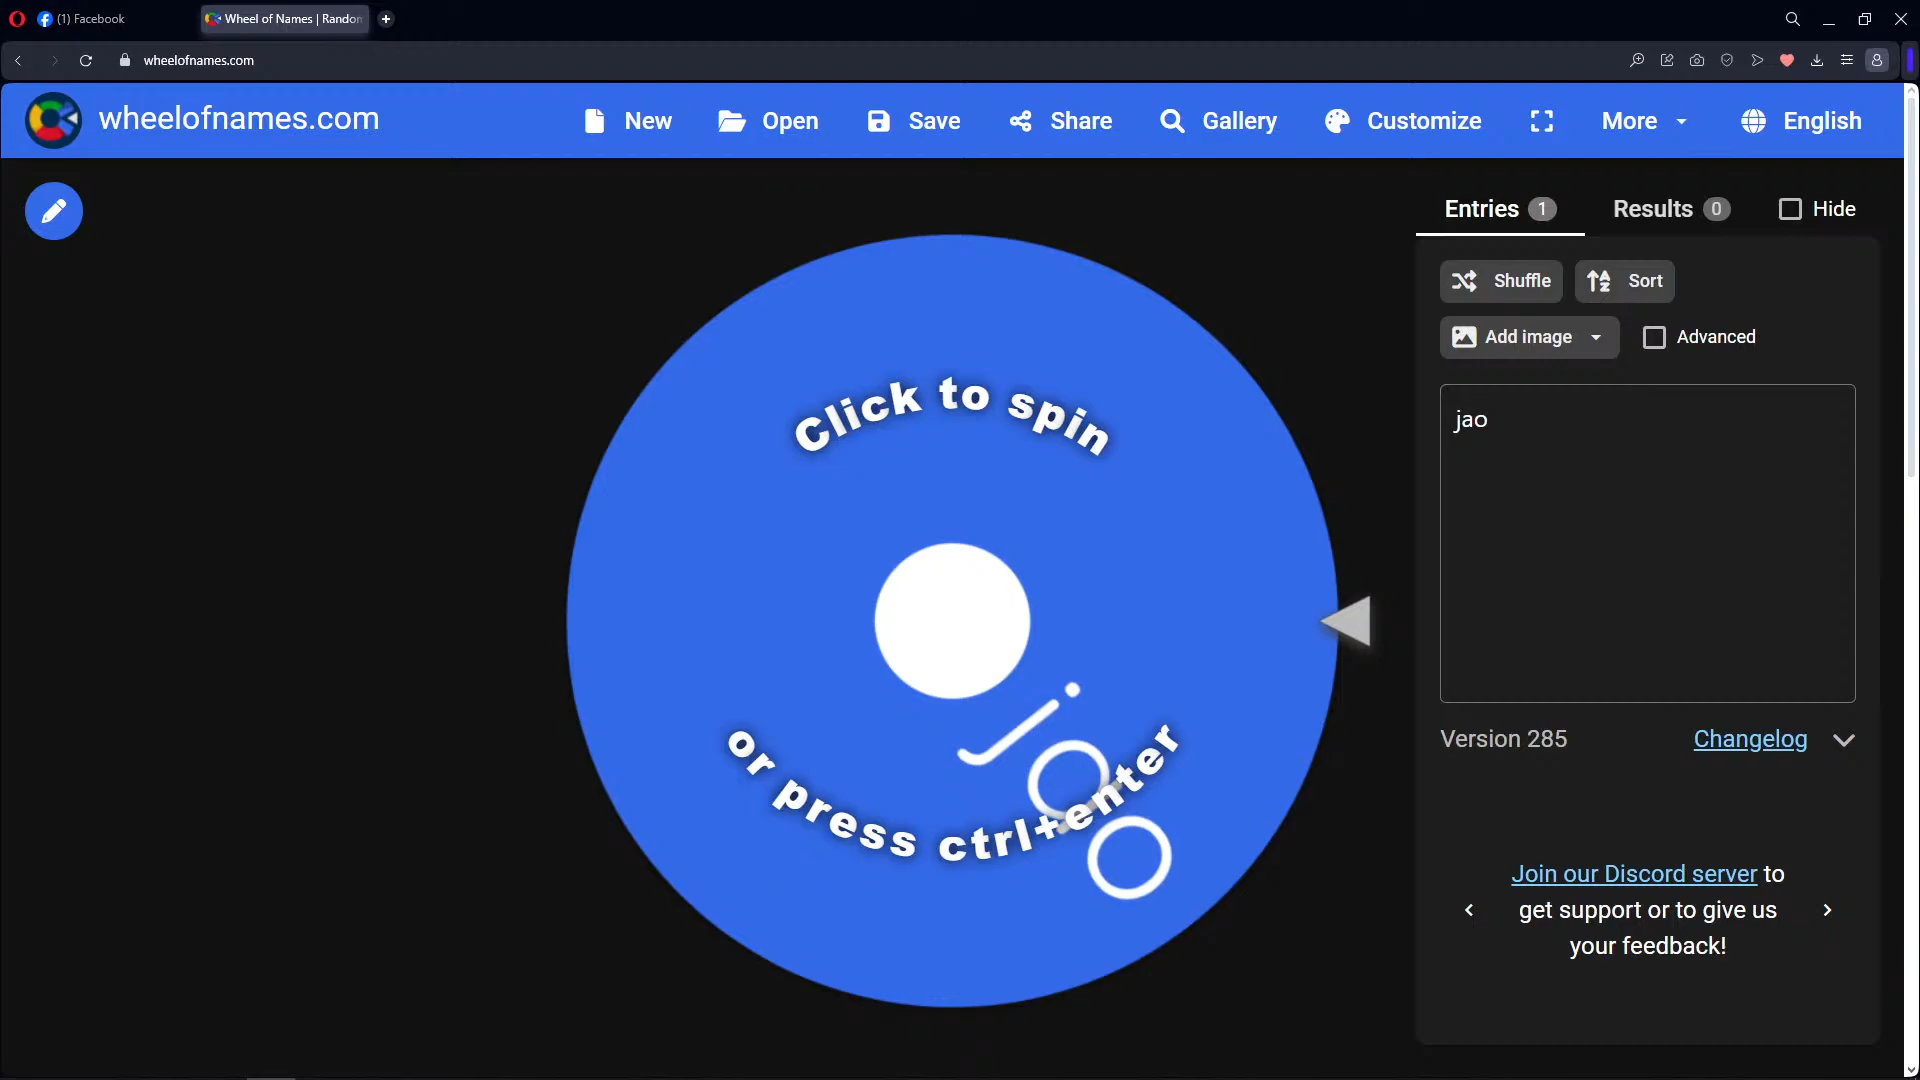 (1) Facebook
Wheel of Names | Random
wheelofnames.com
wheelofnames.com
New
Open
Save
Share
Gallery
Customize
More
English
Entries 1
Results 0
Hide
Shuffle
Sort
Add image
Advanced
jao
Click to spin
jao
or press ctrl+enter
Version 285
Changelog
Join our Discord server to
get support or to give us
your feedback!